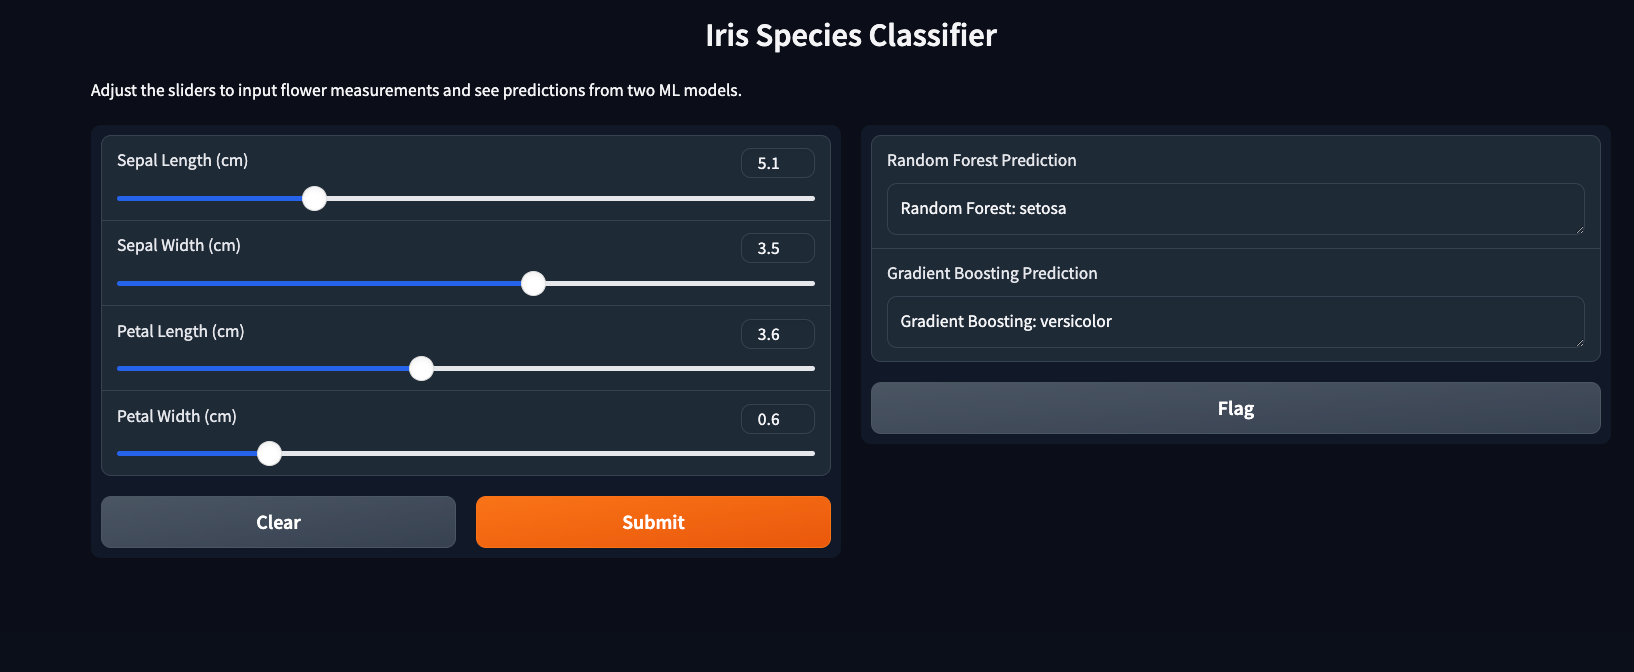 Iris Species Classifier
Adjust the sliders to input flower measurements and see predictions from two ML models.
Sepal Length (cm)
5.1
Sepal Width (cm)
3.5
Petal Length (cm)
3.6
Petal Width (cm)
0.6
Clear
Submit
Random Forest Prediction
Random Forest: setosa
Gradient Boosting Prediction
Gradient Boosting: versicolor
Flag